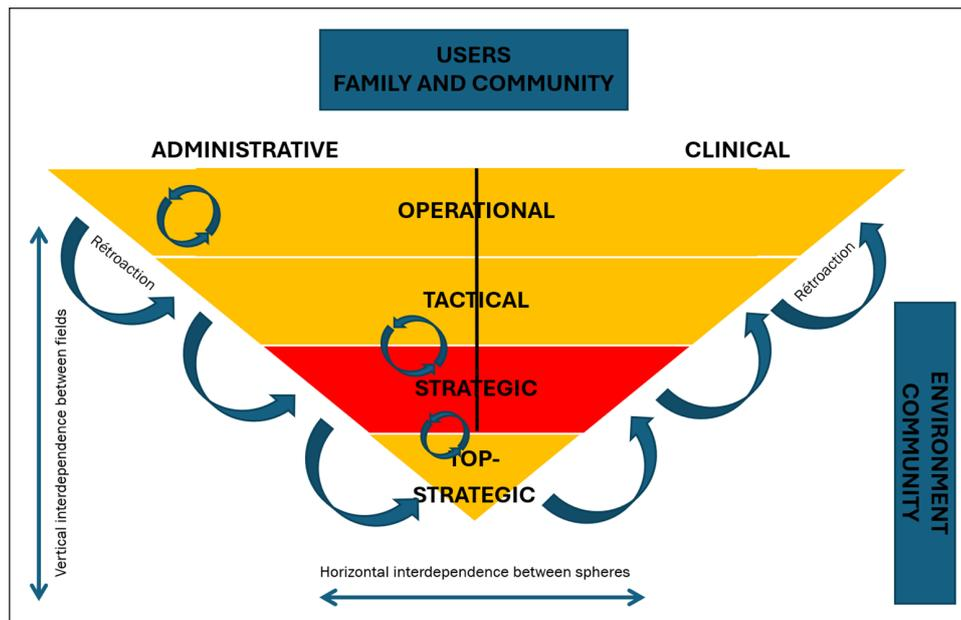 USERS
FAMILY AND COMMUNITY
ADMINISTRATIVE
CLINICAL
OPERATIONAL
Rétroaction
Rétroaction
TACTICAL
STRATEGIC
TOP-
STRATEGIC
Vertical interdependence between fields
ENVIRONMENT
COMMUNITY
Horizontal interdependence between spheres